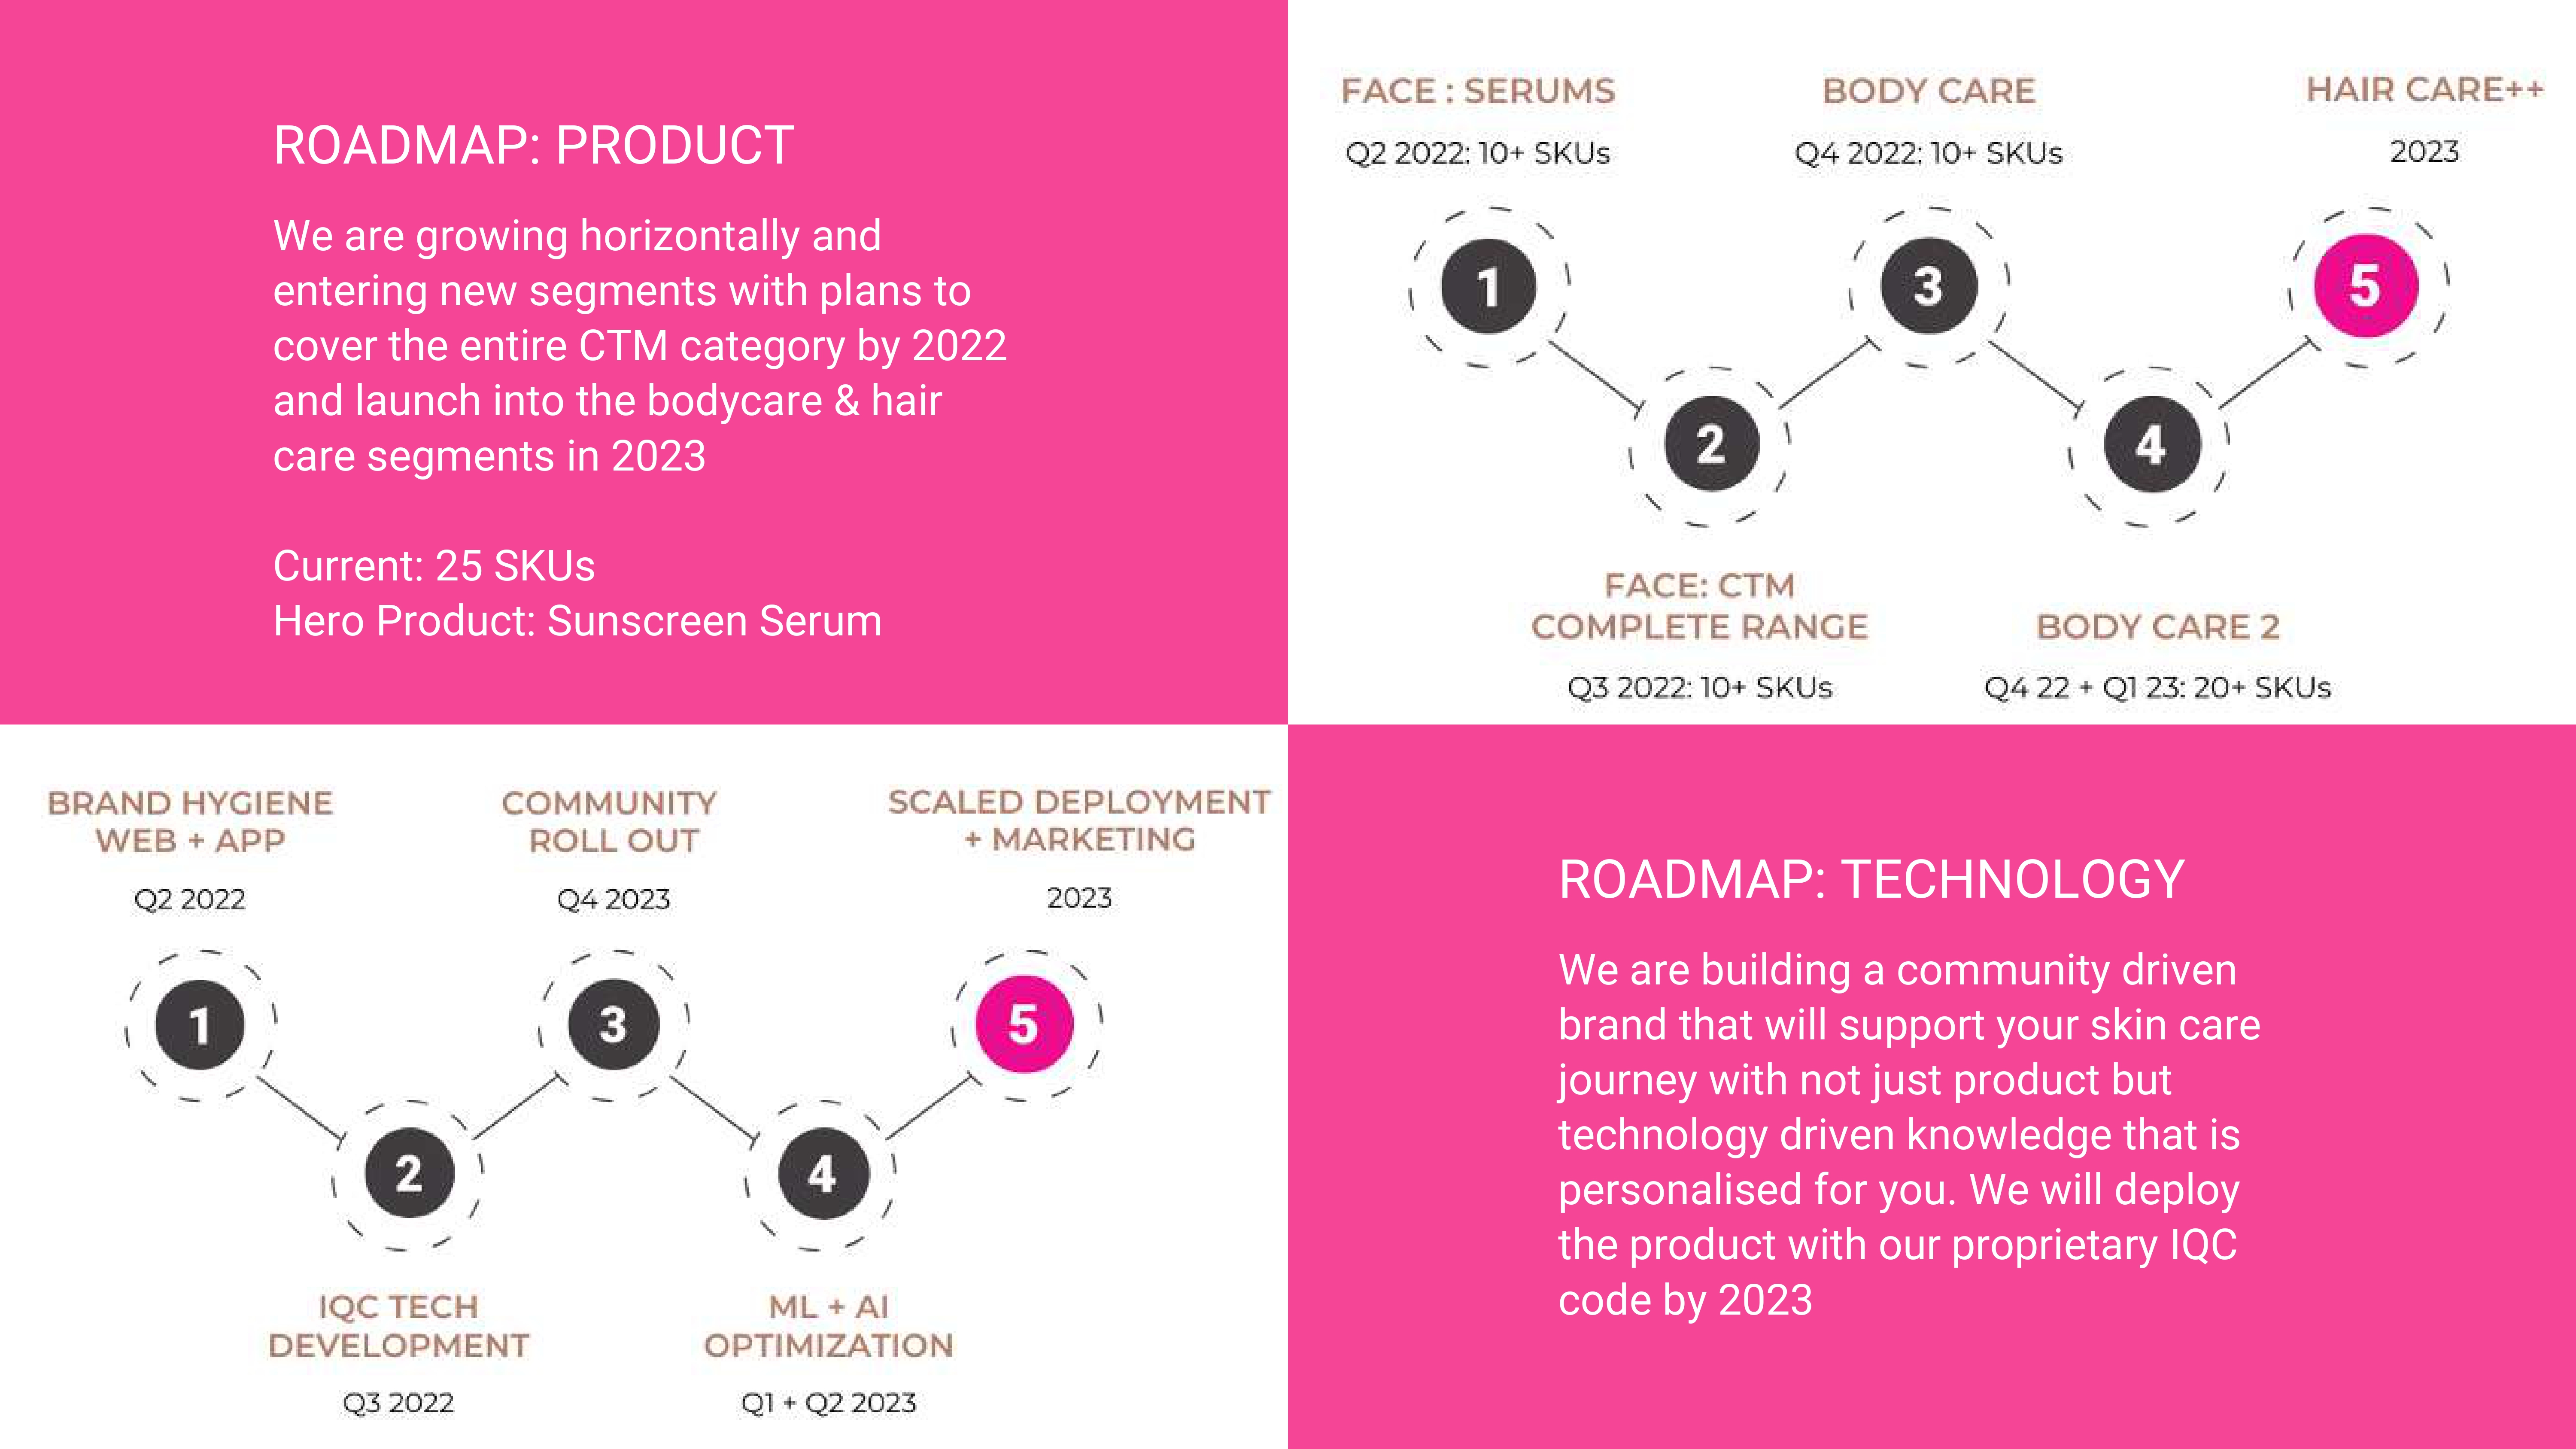 ROADMAP: PRODUCT
We are growing horizontally and
entering new segments with plans to
cover the entire CTM category by 2022
and launch into the bodycare & hair
care segments in 2023
Current: 25 SKUs
Hero Product: Sunscreen Serum
FACE : SERUMS
Q2 2022: 10+ SKUs
BODY CARE
Q4 2022: 10+ SKUs
HAIR CARE++
2023
1
3
5
2
4
FACE: CTM
COMPLETE RANGE
Q3 2022: 10+ SKUs
BODY CARE 2
Q4 22 + Q1 23: 20+ SKUs
BRAND HYGIENE
WEB + APP
Q2 2022
COMMUNITY
ROLL OUT
Q4 2023
SCALED DEPLOYMENT
+ MARKETING
2023
1
3
5
2
4
IQC TECH
DEVELOPMENT
Q3 2022
ML + AI
OPTIMIZATION
Q1 + Q2 2023
ROADMAP: TECHNOLOGY
We are building a community driven
brand that will support your skin care
journey with not just product but
technology driven knowledge that is
personalised for you. We will deploy
the product with our proprietary IQC
code by 2023